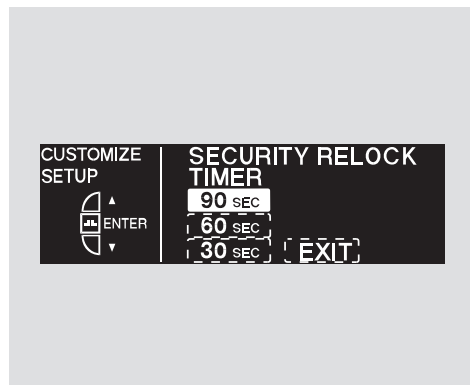 CUSTOMIZE
SETUP
▲
ENTER
▼
SECURITY RELOCK
TIMER
90 SEC
60 SEC
30 SEC EXIT